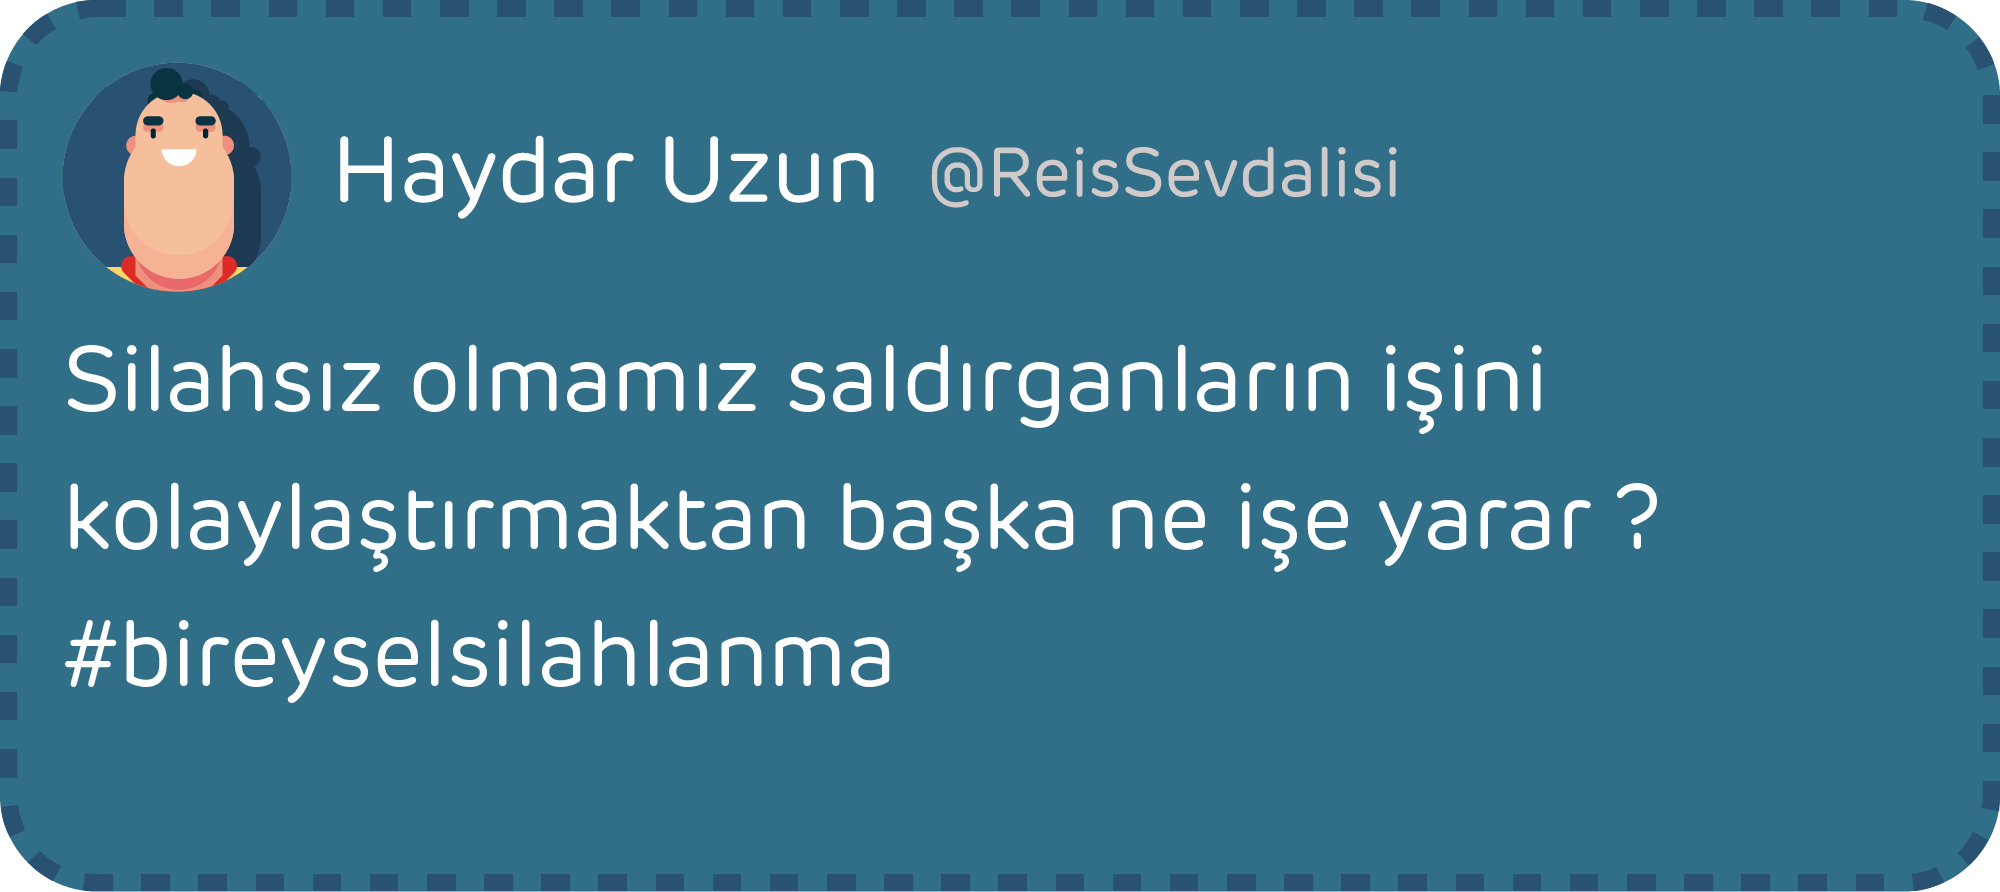 Haydar Uzun @ReisSevdalisi
Silahsız olmamız saldırganların işini
kolaylaştırmaktan başka ne işe yarar ?
#bireyselsilahlanma